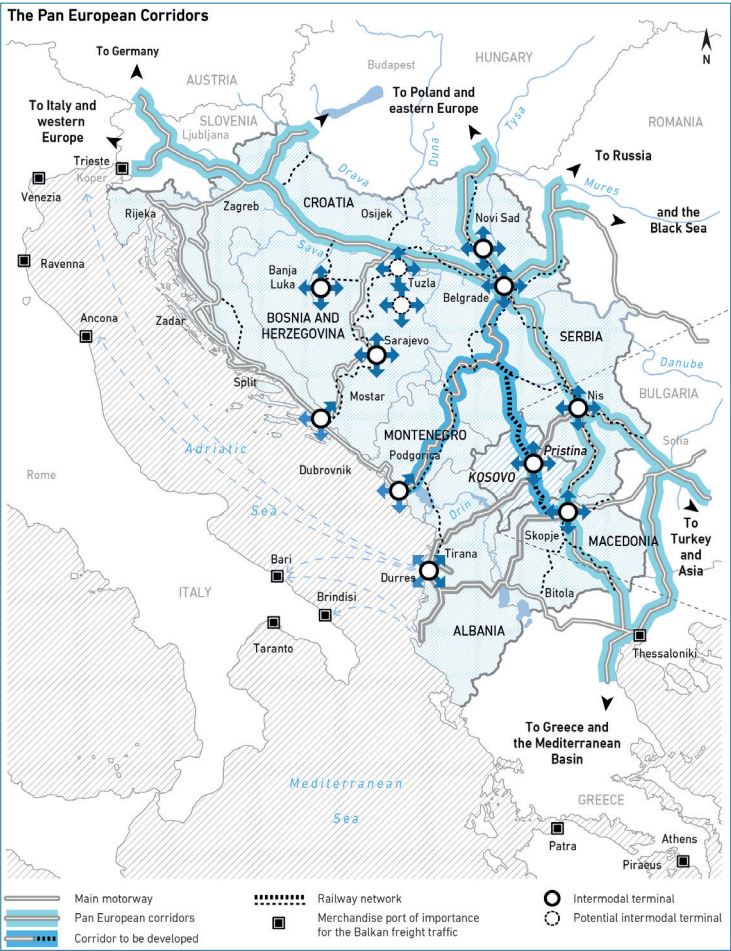 The Pan European Corridors
To Germany
AUSTRIA
Budapest
HUNGARY
N
To Italy and
western
Europe
SLOVENIA
Ljubljana
To Poland and
eastern Europe
Tysa
Duna
ROMANIA
Trieste
Koper
Venezia
Drava
To Russia
Mures
Rijeka
Zagreb
CROATIA
Osijek
Novi Sad
and the
Black Sea
Sava
Ravenna
Banja
Luka
Tuzla
Belgrade
Ancona
Zadar
BOSNIA AND
HERZEGOVINA
Sarajevo
SERBIA
Danube
Split
Mostar
Nis
BULGARIA
MONTENEGRO
Podgorica
Pristina
Sofia
Adriatic
Dubrovnik
KOSOVO
Rome
Sea
Drin
To
Turkey
and
Asia
Skopje
MACEDONIA
Tirana
Bari
Durres
Bitola
ITALY
Brindisi
Taranto
ALBANIA
Thessaloniki
To Greece and
the Mediterranean
Basin
Mediterranean
Sea
GREECE
Patra
Athens
Piraeus
Main motorway
Pan European corridors
Corridor to be developed
Railway network
Merchandise port of importance
for the Balkan freight traffic
Intermodal terminal
Potential intermodal terminal